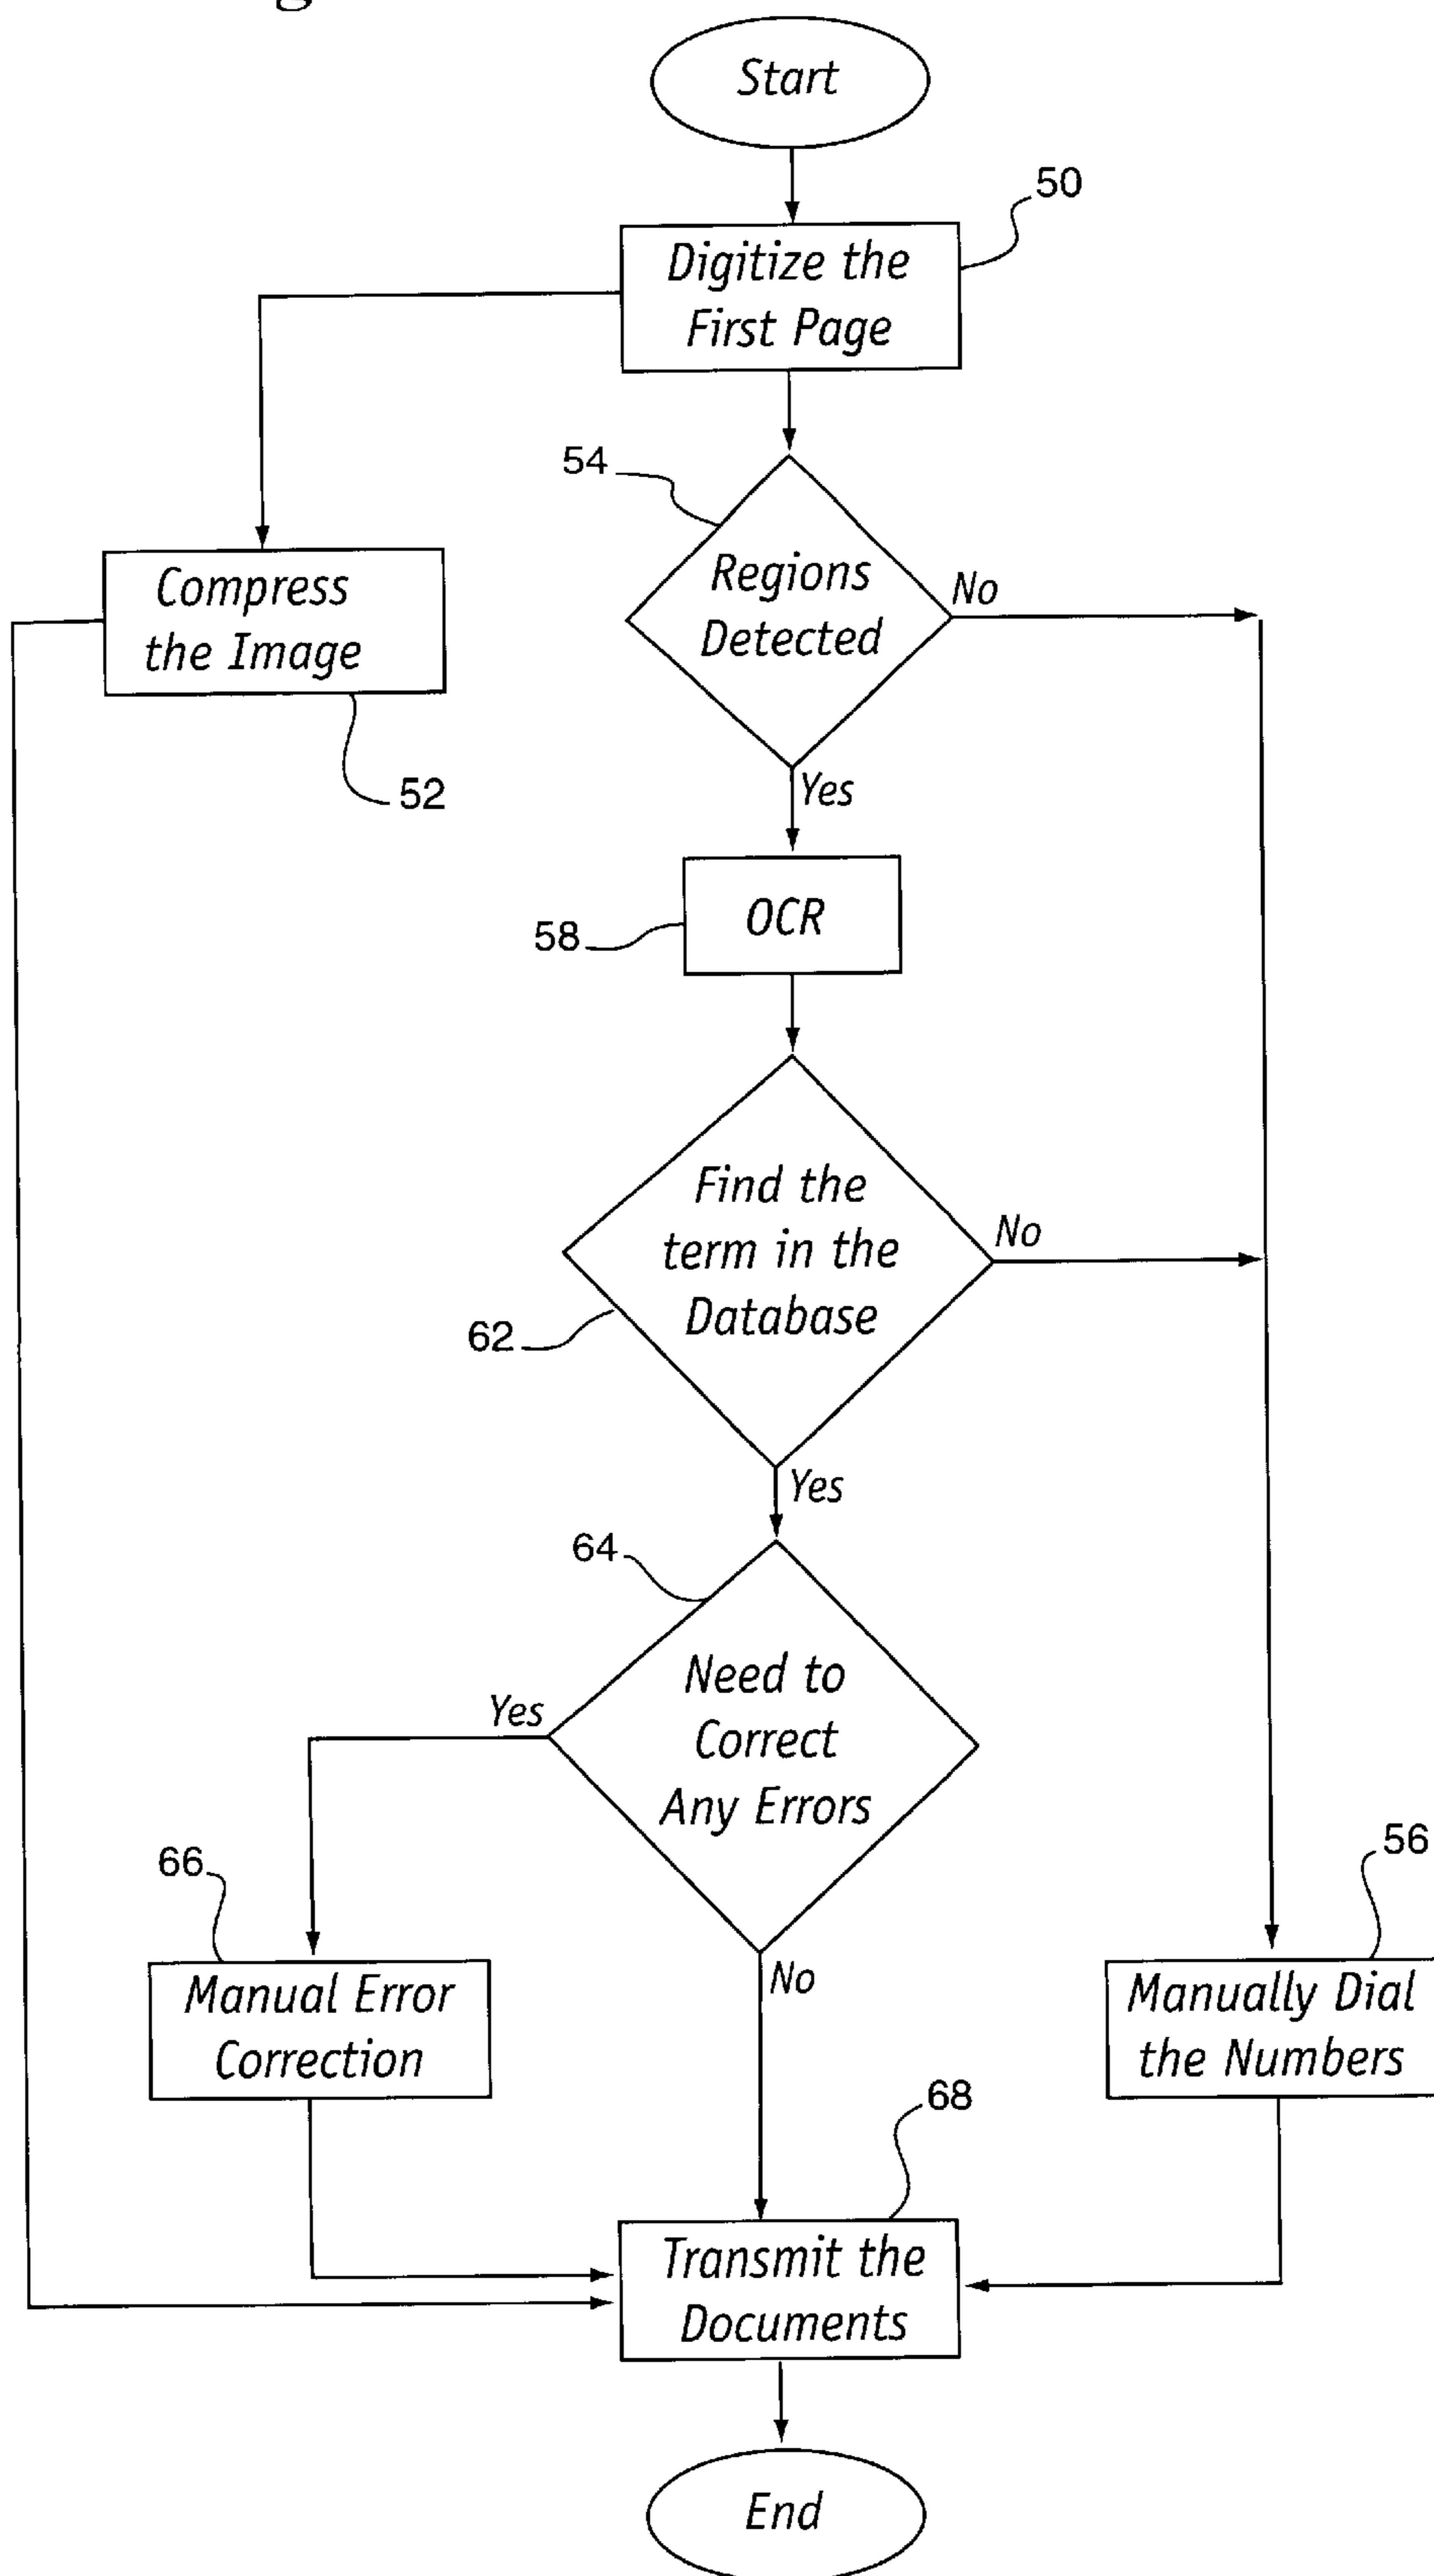 Start
50
Digitize the
First Page
54
Regions
Detected
No
Compress
the Image
52
Yes
58
OCR
Find the
term in the
Database
No
62
Yes
64
Need to
Correct
Any Errors
Yes
66
56
Manual Error
Correction
No
Manually Dial
the Numbers
68
Transmit the
Documents
End